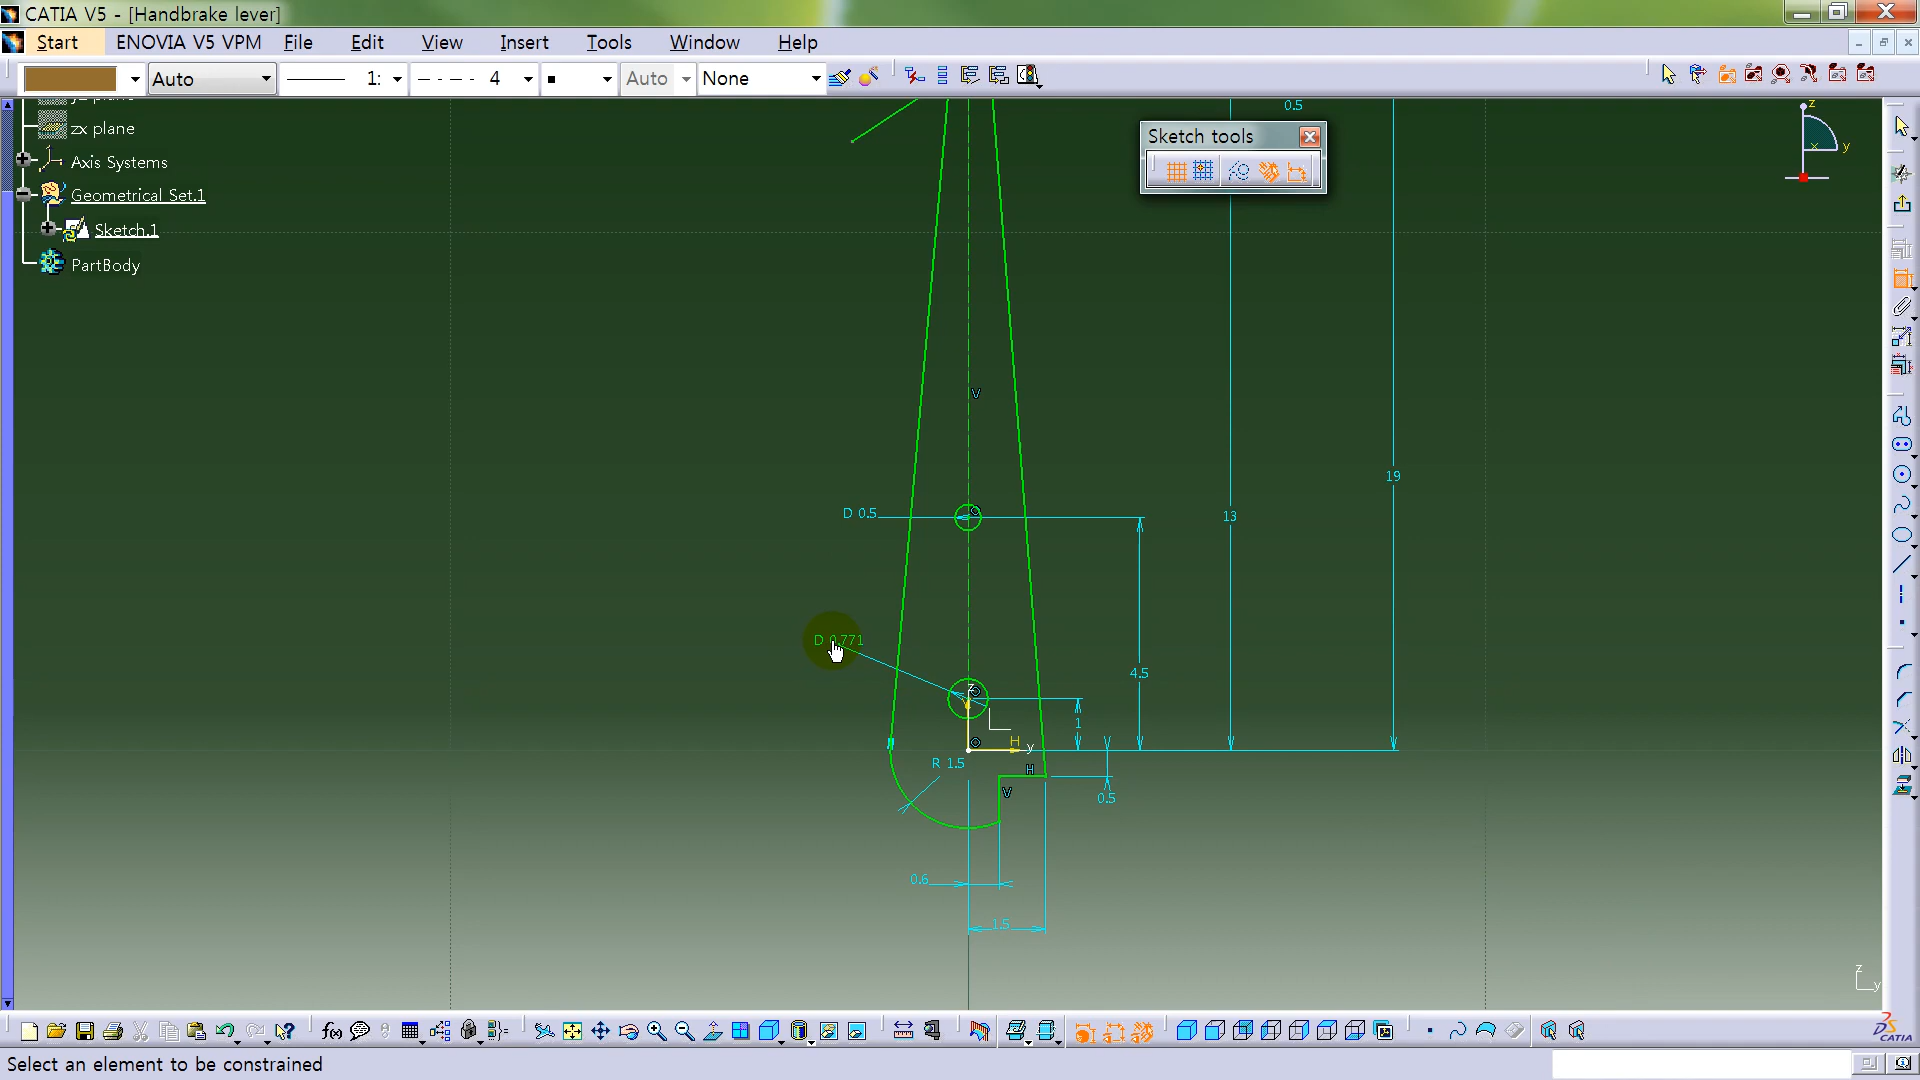 CATIA V5 - [Handbrake lever]
Start ENOVIA V5 VPM File Edit View Insert Tools Window Help
Auto 1: 4 Auto None
zx plane
Axis Systems
Geometrical Set.1
Sketch.1
PartBody
Sketch tools
0.5
z
x y
V
19
D 0.5
13
D 0.771
4.5
z
1
H y
R 1.5
H
V
0.5
0.6
1.5
z
y
CATIA
Select an element to be constrained